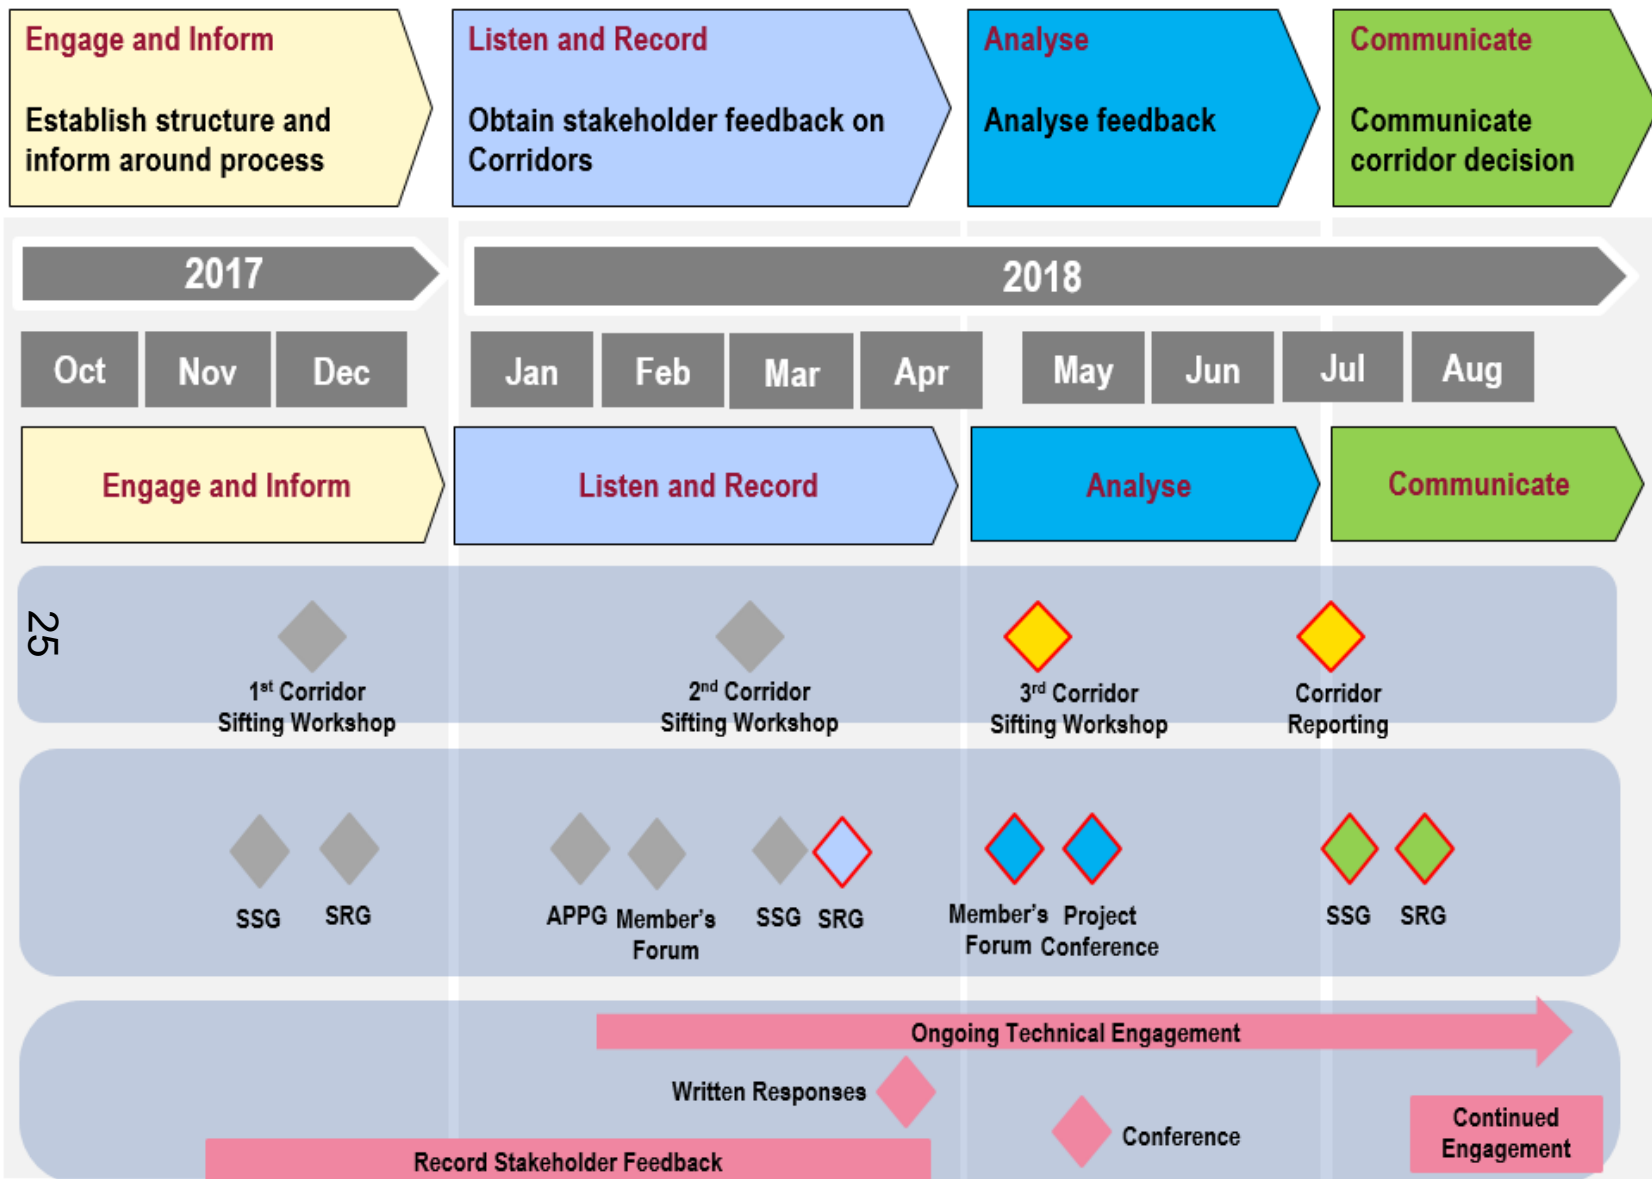 Engage and Inform
Establish structure and
inform around process
Listen and Record
Obtain stakeholder feedback on
Corridors
Analyse
Analyse feedback
Communicate
Communicate
corridor decision
2017
2018
Oct
Nov
Dec
Jan
Feb
Mar
Apr
May
Jun
Jul
Aug
Engage and Inform
Listen and Record
Analyse
Communicate
25
1st Corridor
Sifting Workshop
2nd Corridor
Sifting Workshop
3rd Corridor
Sifting Workshop
Corridor
Reporting
SSG
SRG
APPG
Member's
Forum
SSG
SRG
Member's
Forum
Project
Conference
SSG
SRG
Ongoing Technical Engagement
Written Responses
Conference
Continued
Engagement
Record Stakeholder Feedback